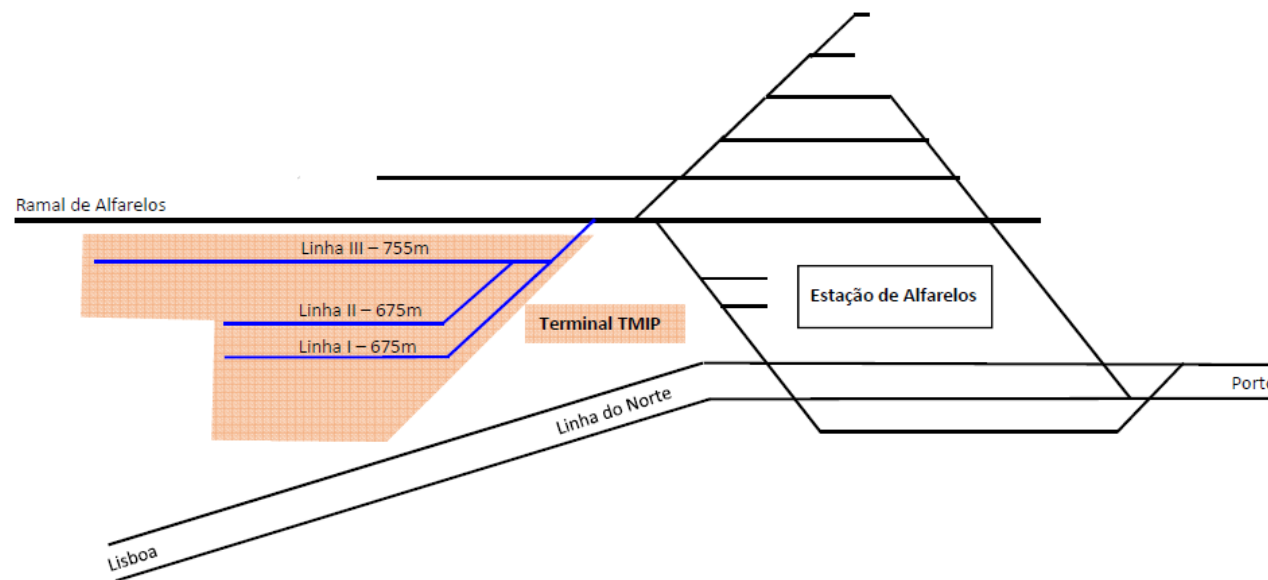 Ramal de Alfarelos
Linha III – 755m
Linha II – 675m
Linha I – 675m
Terminal TMIP
Estação de Alfarelos
Linha do Norte
Porto
Lisboa